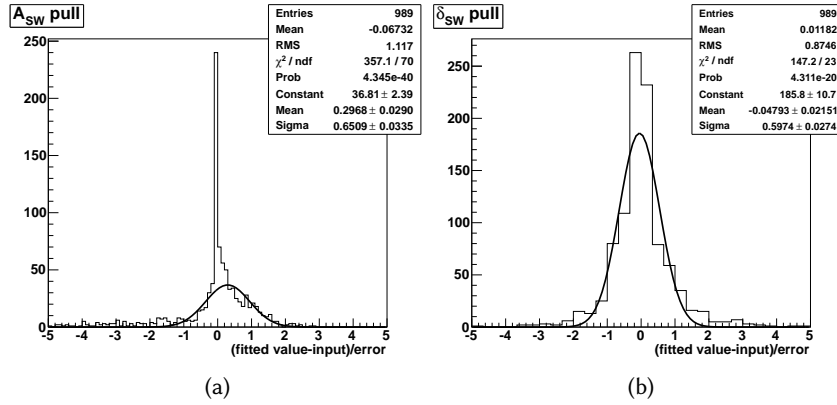 A_SW pull
Entries 989
Mean -0.06732
RMS 1.117
χ² / ndf 357.1 / 70
Prob 4.345e-40
Constant 36.81 ± 2.39
Mean 0.2968 ± 0.0290
Sigma 0.6509 ± 0.0335
250
200
150
100
50
0
-5 -4 -3 -2 -1 0 1 2 3 4 5
(fitted value-input)/error
(a)
δ_SW pull
Entries 989
Mean 0.01182
RMS 0.8746
χ² / ndf 147.2 / 23
Prob 4.311e-20
Constant 185.8 ± 10.7
Mean -0.04793 ± 0.02151
Sigma 0.5974 ± 0.0274
250
200
150
100
50
0
-5 -4 -3 -2 -1 0 1 2 3 4 5
(fitted value-input)/error
(b)